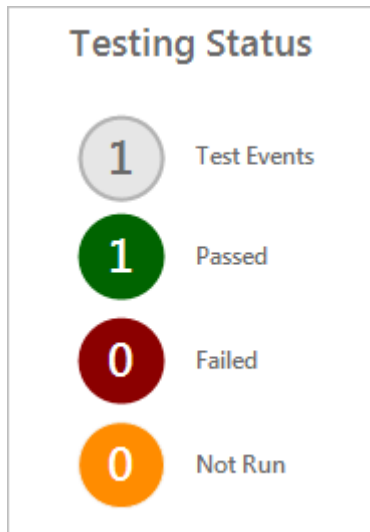 Testing Status
1 Test Events
1 Passed
0 Failed
0 Not Run